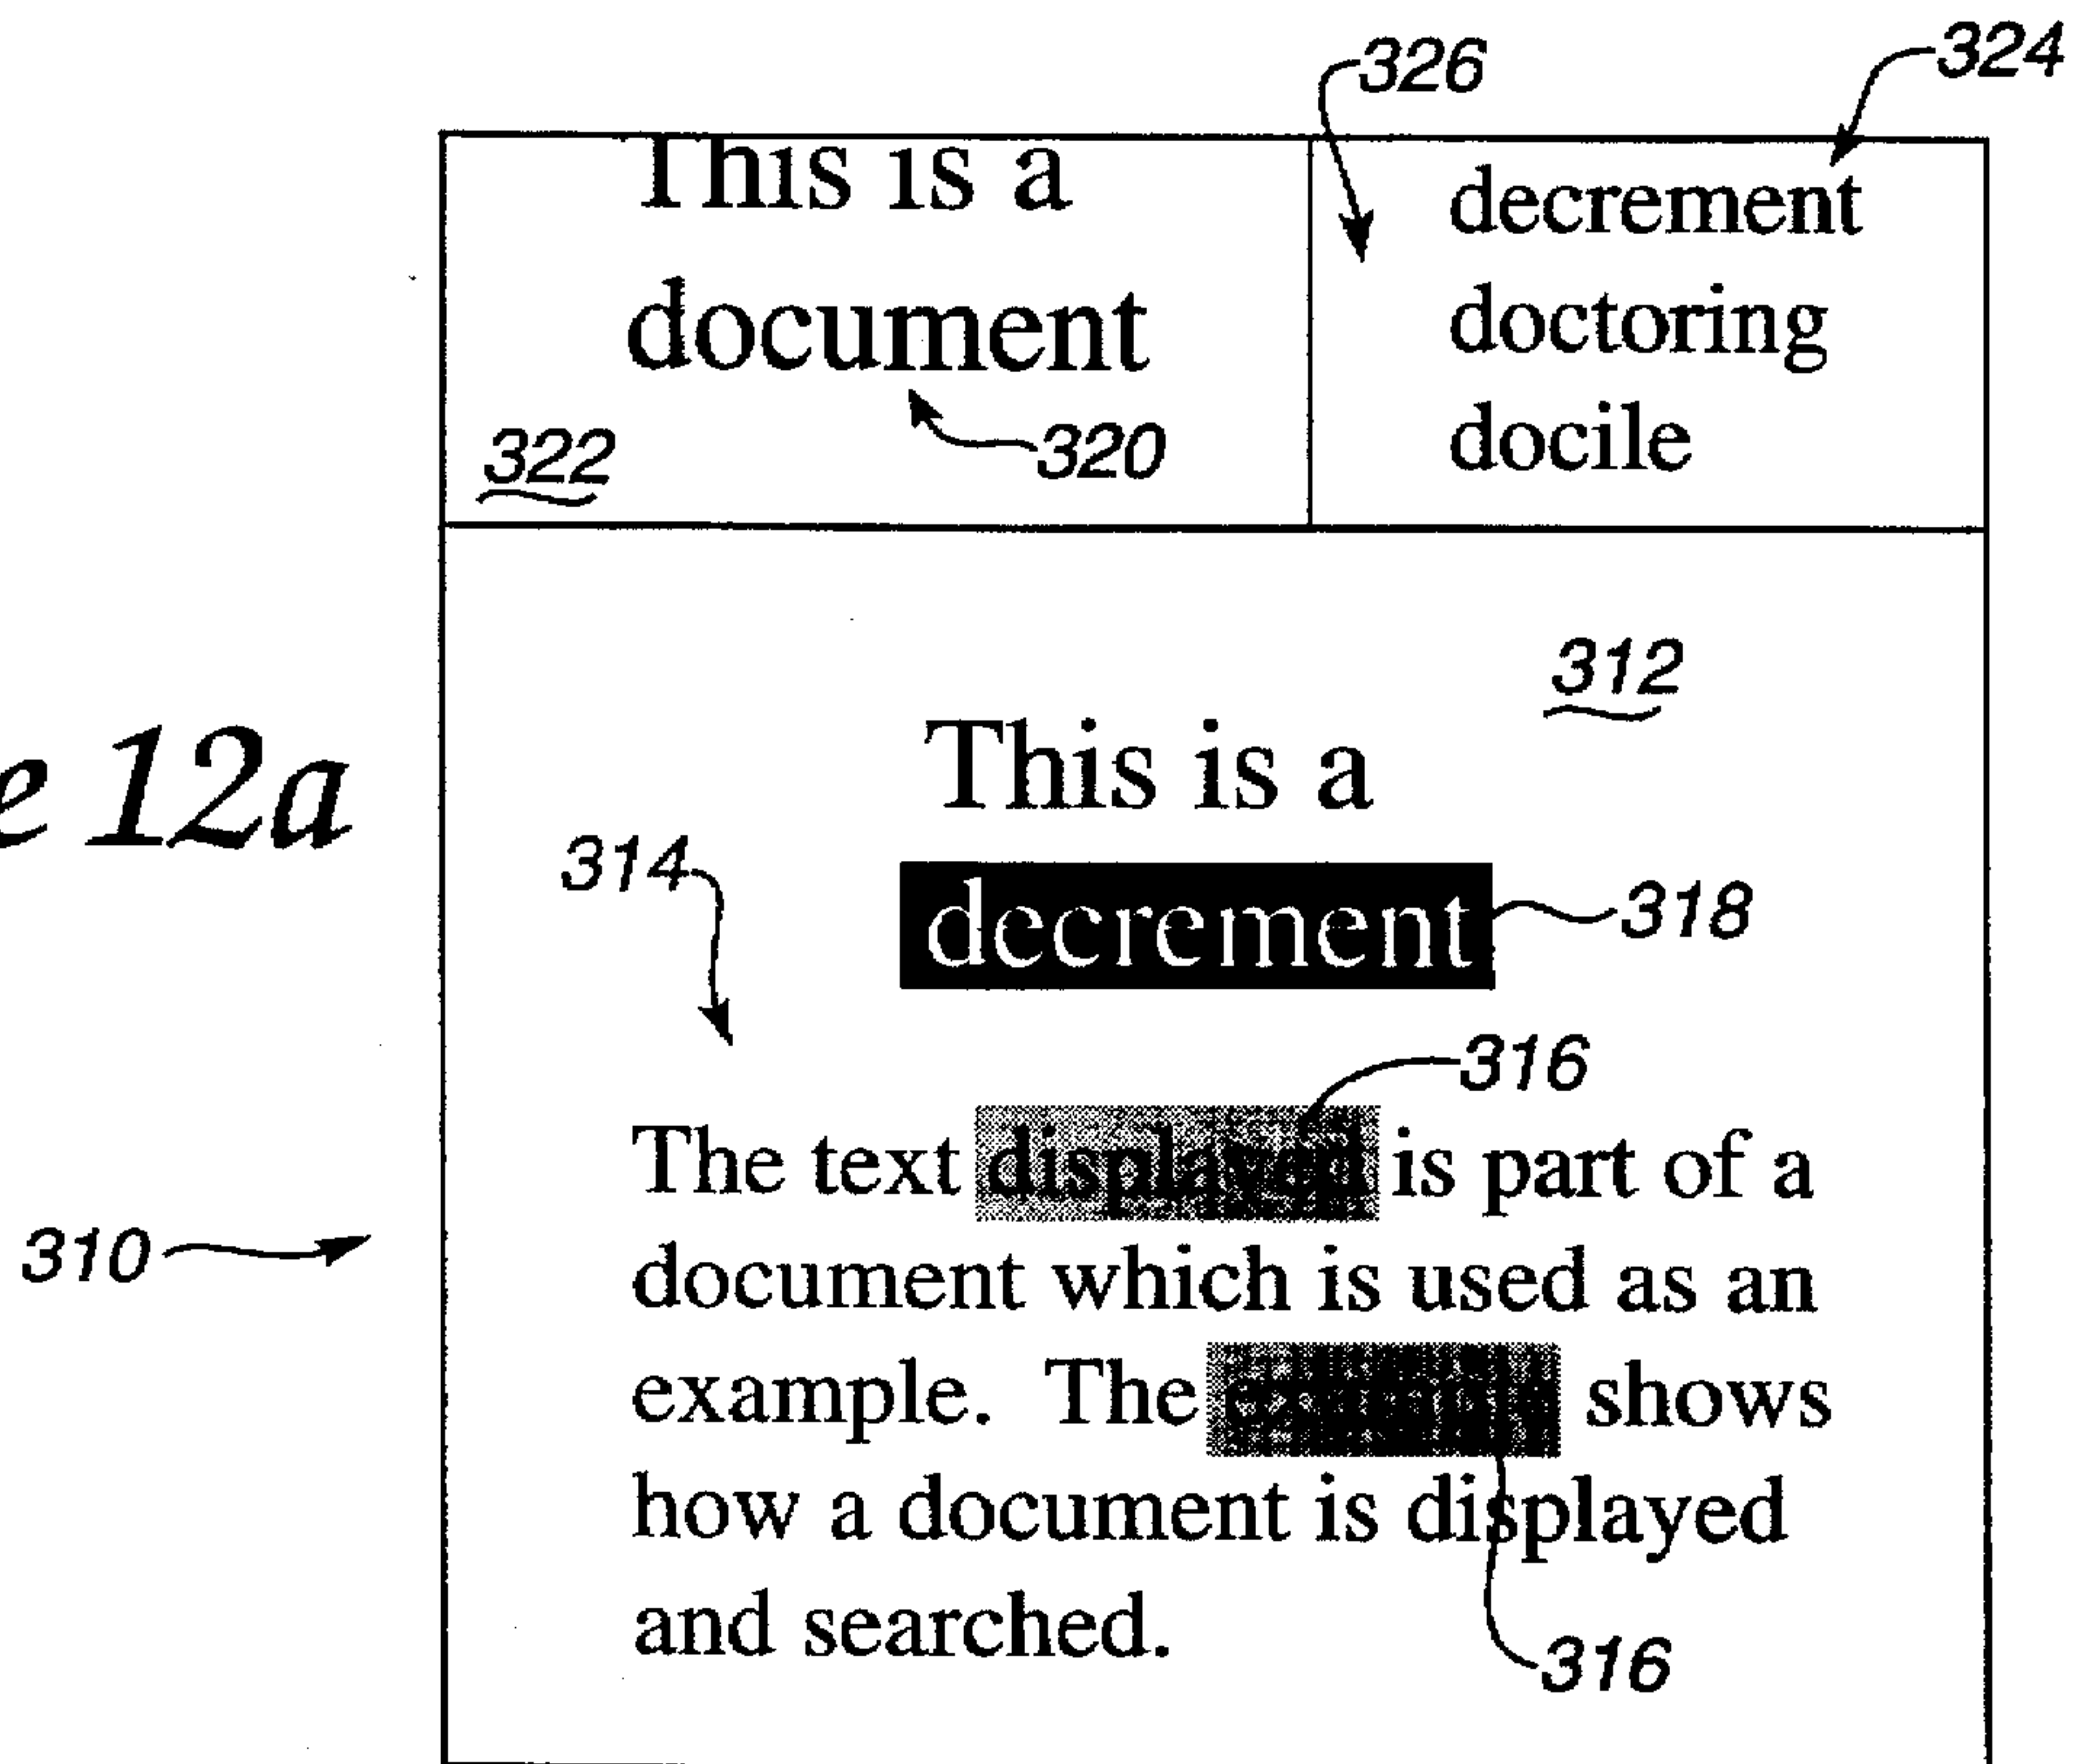 326
324
This is a
document
322
320
decrement
doctoring
docile
312
e 12a
This is a
314
decrement
318
316
The text displayed is part of a
310
document which is used as an
example. The shows
how a document is displayed
and searched.
316